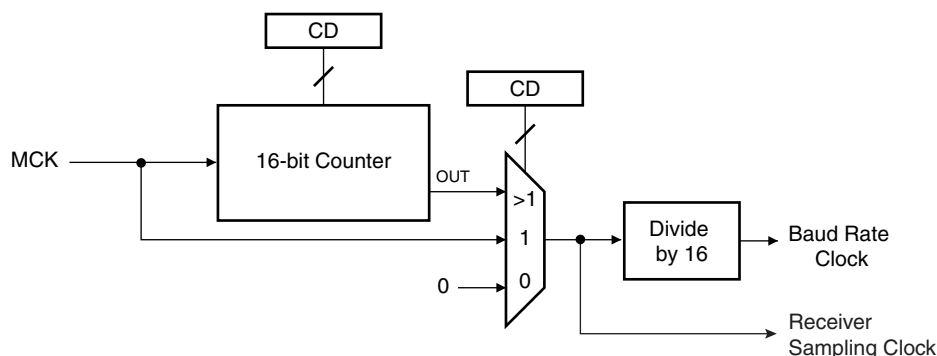 CD
CD
MCK
16-bit Counter
OUT
>1
1
0
0
Divide
by 16
Baud Rate
Clock
Receiver
Sampling Clock